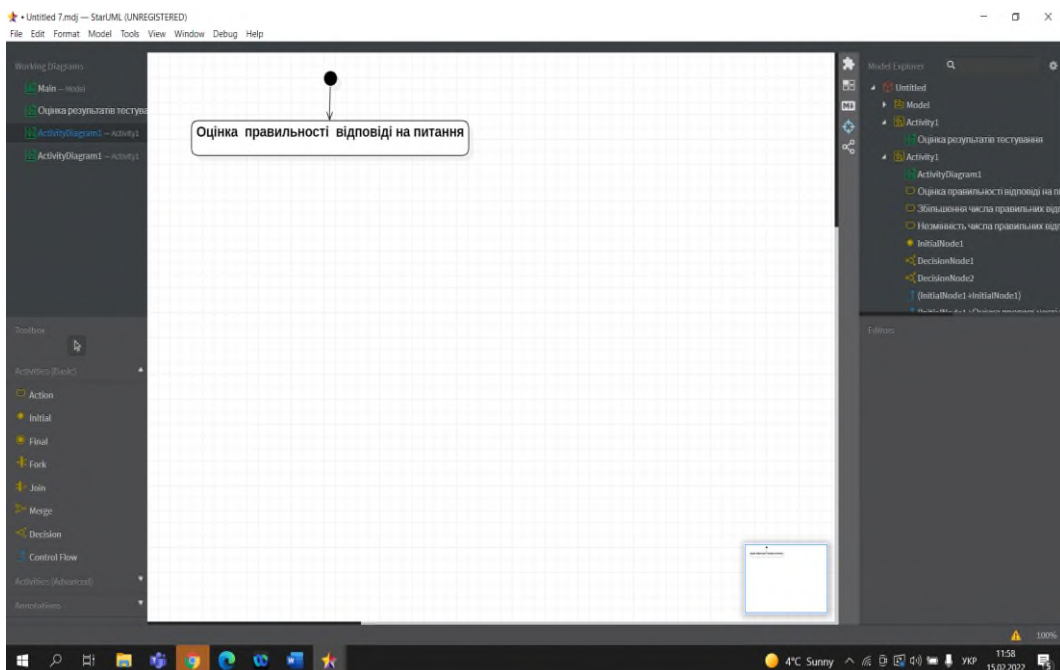 • Untitled 7.mdj — StarUML (UNREGISTERED)
File Edit Format Model Tools View Window Debug Help
Working Diagrams
Main — Model
Оцінка результатів тестува
ActivityDiagram1 — Activity1
ActivityDiagram1 — Activity1
Toolbox
Activities (Basic)
Action
Initial
Final
Fork
Join
Merge
Decision
Control Flow
Activities (Advanced)
Annotations
Оцінка правильності відповіді на питання
Model Explorer
Untitled
Model
Activity1
Оцінка результатів тестування
Activity1
ActivityDiagram1
Оцінка правильності відповіді на п
Збільшення числа правильних від
Незмінність числа правильних від
InitialNode1
DecisionNode1
DecisionNode2
(InitialNode1→InitialNode1)
Editors
100%
4°C Sunny
УКР
11:58
15.02.2022